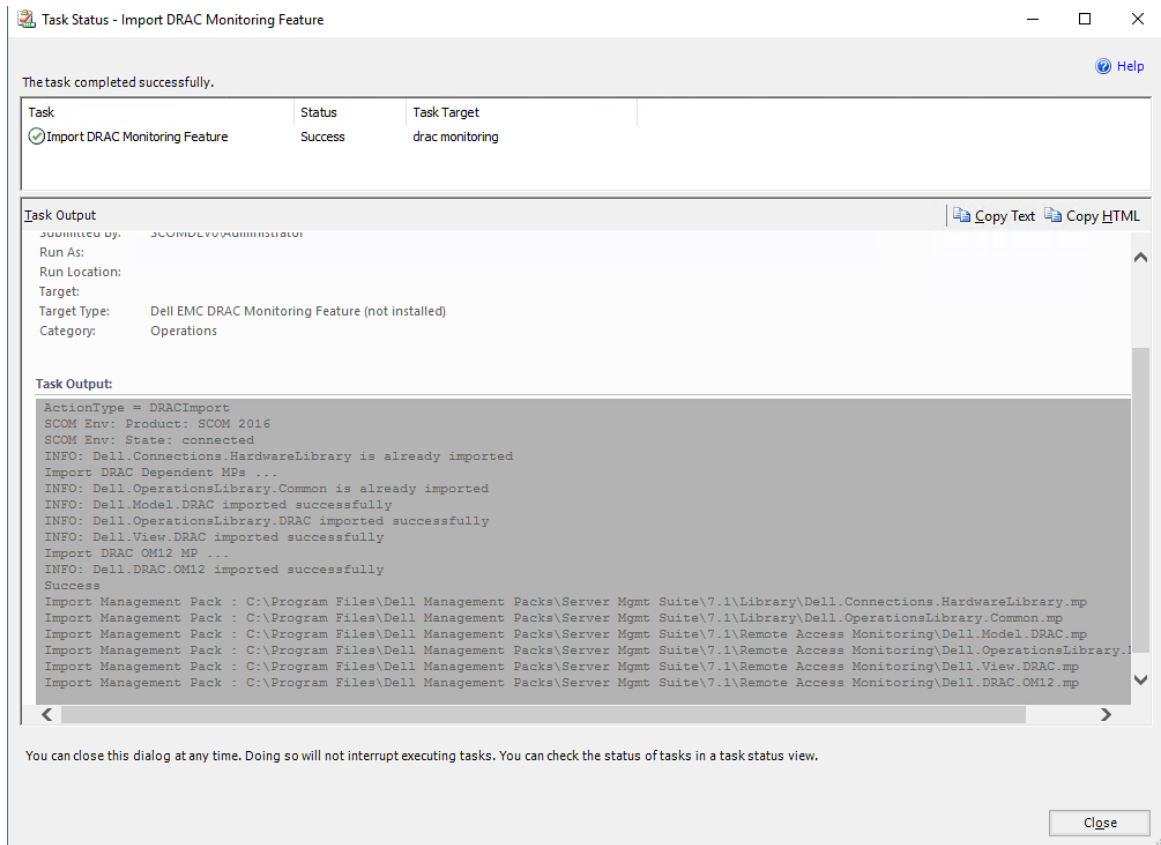 Task Status - Import DRAC Monitoring Feature
Help
The task completed successfully.
Task Status Task Target
Import DRAC Monitoring Feature Success drac monitoring
Task Output Copy Text Copy HTML
Submitted By: SCOMDEV6\Administrator
Run As:
Run Location:
Target:
Target Type: Dell EMC DRAC Monitoring Feature (not installed)
Category: Operations
Task Output:
ActionType = DRACImport
SCOM Env: Product: SCOM 2016
SCOM Env: State: connected
INFO: Dell.Connections.HardwareLibrary is already imported
Import DRAC Dependent MPs ...
INFO: Dell.OperationsLibrary.Common is already imported
INFO: Dell.Model.DRAC imported successfully
INFO: Dell.OperationsLibrary.DRAC imported successfully
INFO: Dell.View.DRAC imported successfully
Import DRAC OM12 MP ...
INFO: Dell.DRAC.OM12 imported successfully
Success
Import Management Pack : C:\Program Files\Dell Management Packs\Server Mgmt Suite\7.1\Library\Dell.Connections.HardwareLibrary.mp
Import Management Pack : C:\Program Files\Dell Management Packs\Server Mgmt Suite\7.1\Library\Dell.OperationsLibrary.Common.mp
Import Management Pack : C:\Program Files\Dell Management Packs\Server Mgmt Suite\7.1\Remote Access Monitoring\Dell.Model.DRAC.mp
Import Management Pack : C:\Program Files\Dell Management Packs\Server Mgmt Suite\7.1\Remote Access Monitoring\Dell.OperationsLibrary.
Import Management Pack : C:\Program Files\Dell Management Packs\Server Mgmt Suite\7.1\Remote Access Monitoring\Dell.View.DRAC.mp
Import Management Pack : C:\Program Files\Dell Management Packs\Server Mgmt Suite\7.1\Remote Access Monitoring\Dell.DRAC.OM12.mp
You can close this dialog at any time. Doing so will not interrupt executing tasks. You can check the status of tasks in a task status view.
Close